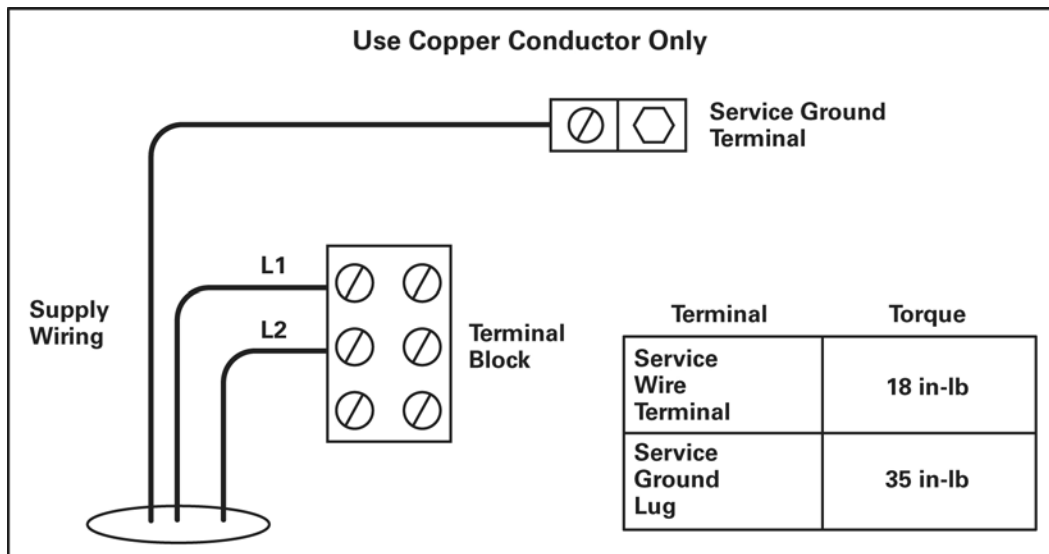 Use Copper Conductor Only
Service Ground
Terminal
L1
Supply
Wiring
L2
Terminal
Block
Terminal
Torque
Service
Wire
Terminal
18 in-lb
Service
Ground
Lug
35 in-lb